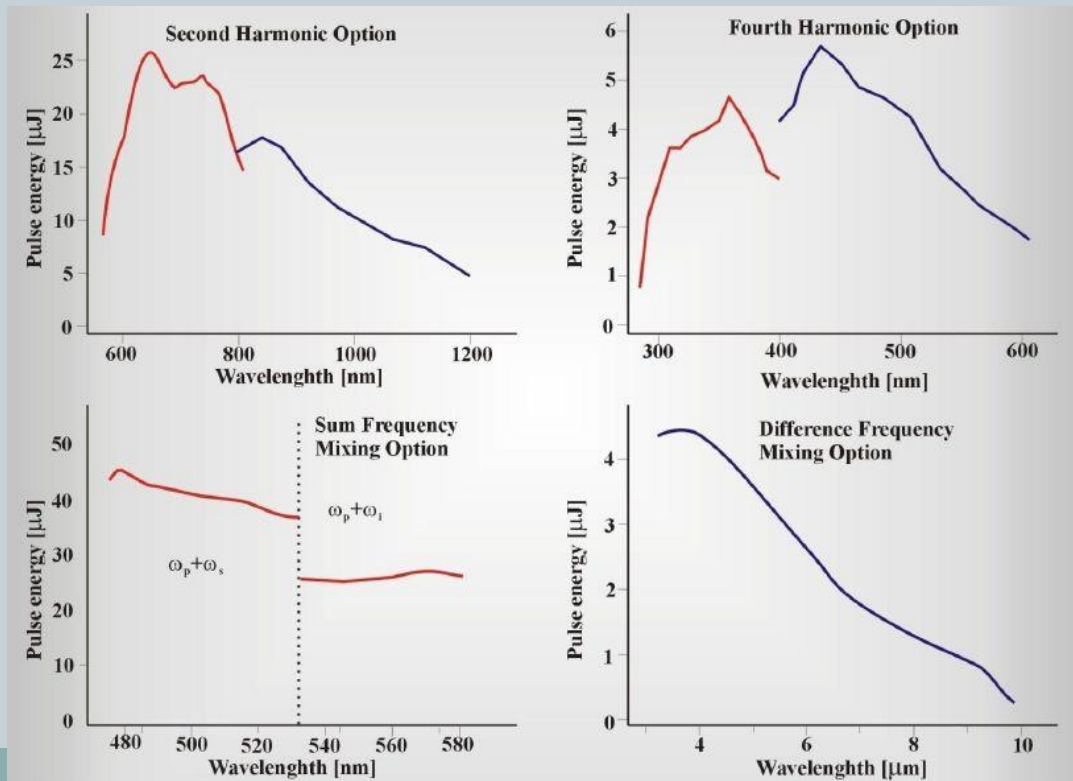 Second Harmonic Option
Pulse energy [μJ]
25
20
15
10
5
0
600 800 1000 1200
Wavelenghth [nm]
Fourth Harmonic Option
Pulse energy [μJ]
6
5
4
3
2
1
0
300 400 500 600
Wavelenghth [nm]
Sum Frequency
Mixing Option
Pulse energy [μJ]
50
40
30
20
10
0
ωp+ωi
ωp+ωs
480 500 520 540 560 580
Wavelenghth [nm]
Difference Frequency
Mixing Option
Pulse energy [μJ]
4
3
2
1
0
4 6 8 10
Wavelenghth [μm]